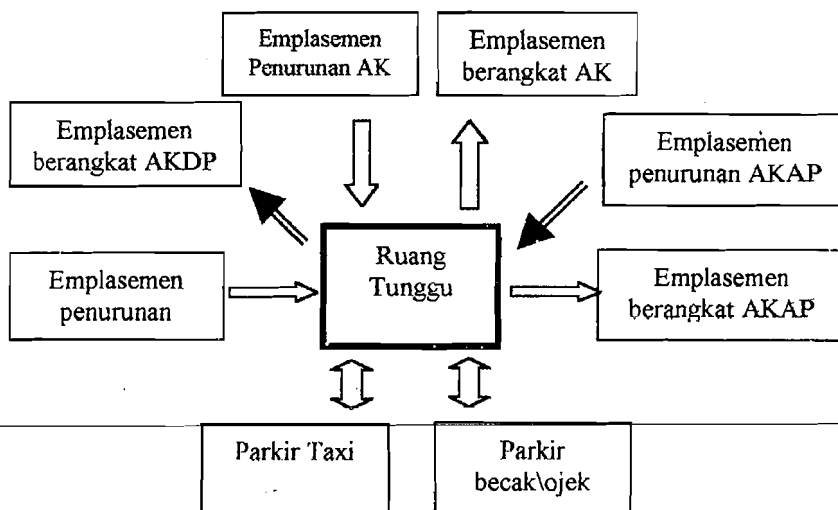 Emplasemen
Penurunan AK
Emplasemen
berangkat AK
Emplasemen
berangkat AKDP
Emplasemen
penurunan AKAP
Ruang
Tunggu
Emplasemen
penurunan
Emplasemen
berangkat AKAP
Parkir Taxi
Parkir
becak\ojek